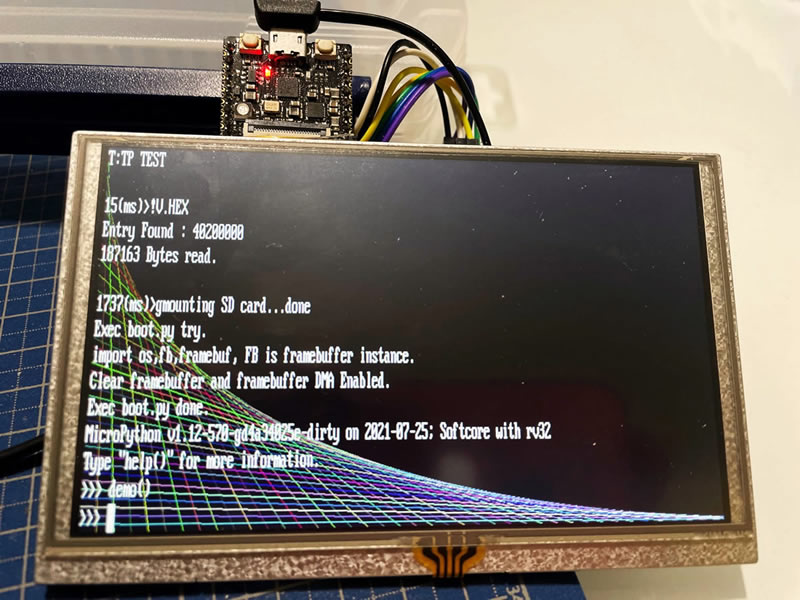 T:TP TEST
15(ms)>!V.HEX
Entry Found : 40200000
187163 Bytes read.
1737(ms)>gmounting SD card...done
Exec boot.py try.
import os,fb,framebuf, FB is framebuffer instance.
Clear framebuffer and framebuffer DMA Enabled.
Exec boot.py done.
MicroPython v1.12-570-gd4a34025e-dirty on 2021-07-25; Softcore with rv32
Type "help()" for more information.
>>> demo()
>>>